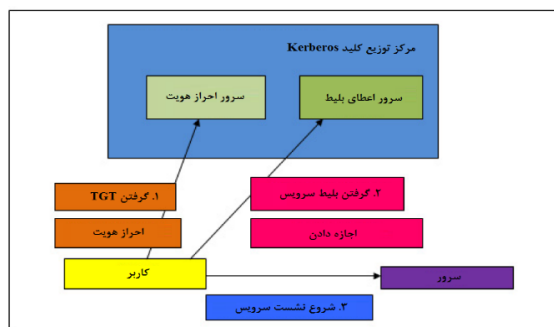 مرکز توزیع کلید Kerberos
سرور احراز هویت
سرور اعطای بلیط
۱. گرفتن TGT
احراز هویت
۲. گرفتن بلیط سرویس
اجازه دادن
کاربر
سرور
۳. شروع نشست سرویس